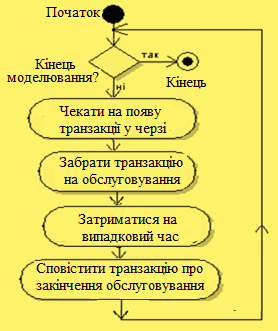 Початок
Кінець
моделювання?
так
Кінець
ні
Чекати на появу
транзакції у черзі
Забрати транзакцію
на обслуговування
Затриматися на
випадковий час
Сповістити транзакцію про
закінчення обслуговування